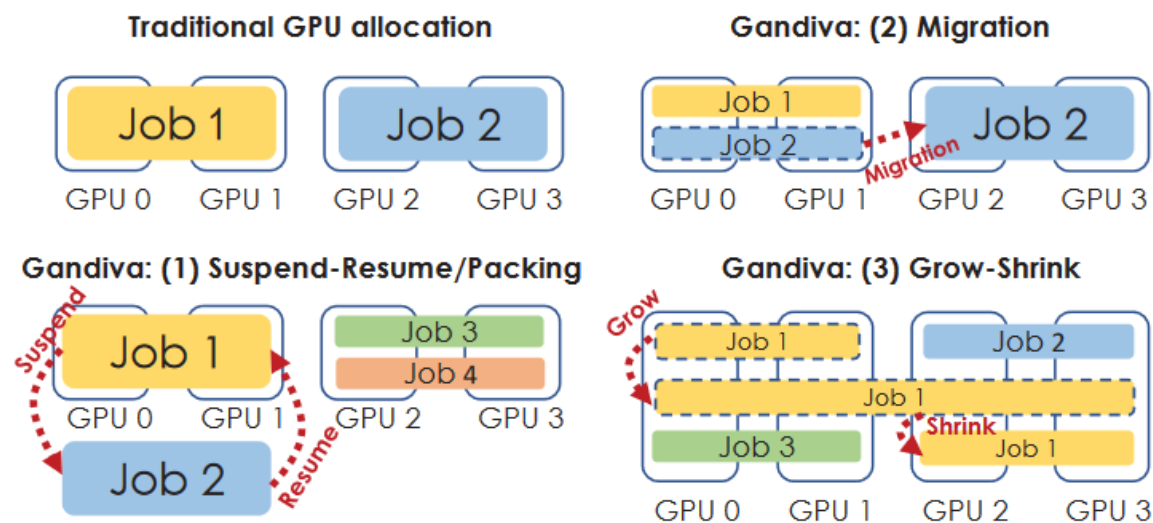 Traditional GPU allocation
Job 1
Job 2
GPU 0
GPU 1
GPU 2
GPU 3
Gandiva: (2) Migration
Job 1
Job 2
Migration
Job 2
GPU 0
GPU 1
GPU 2
GPU 3
Gandiva: (1) Suspend-Resume/Packing
Suspend
Job 1
Job 3
Job 4
GPU 0
GPU 1
GPU 2
GPU 3
Job 2
Resume
Gandiva: (3) Grow-Shrink
Grow
Job 1
Job 2
Job 1
Shrink
Job 3
Job 1
GPU 0
GPU 1
GPU 2
GPU 3